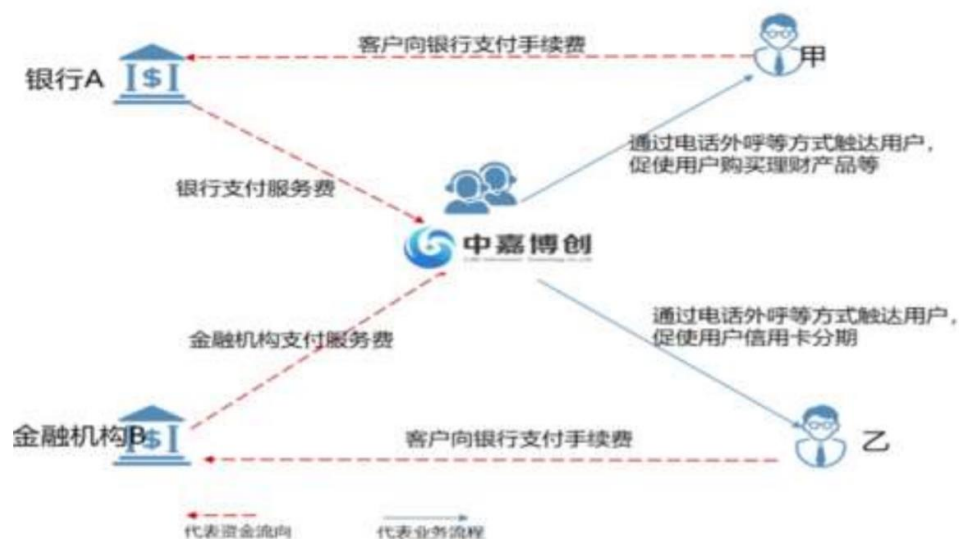 客户向银行支付手续费
甲
银行A
通过电话外呼等方式触达用户，
促使用户购买理财产品等
银行支付服务费
中嘉博创
通过电话外呼等方式触达用户，
促使用户信用卡分期
金融机构支付服务费
金融机构B
客户向银行支付手续费
乙
代表资金流向
代表业务流程